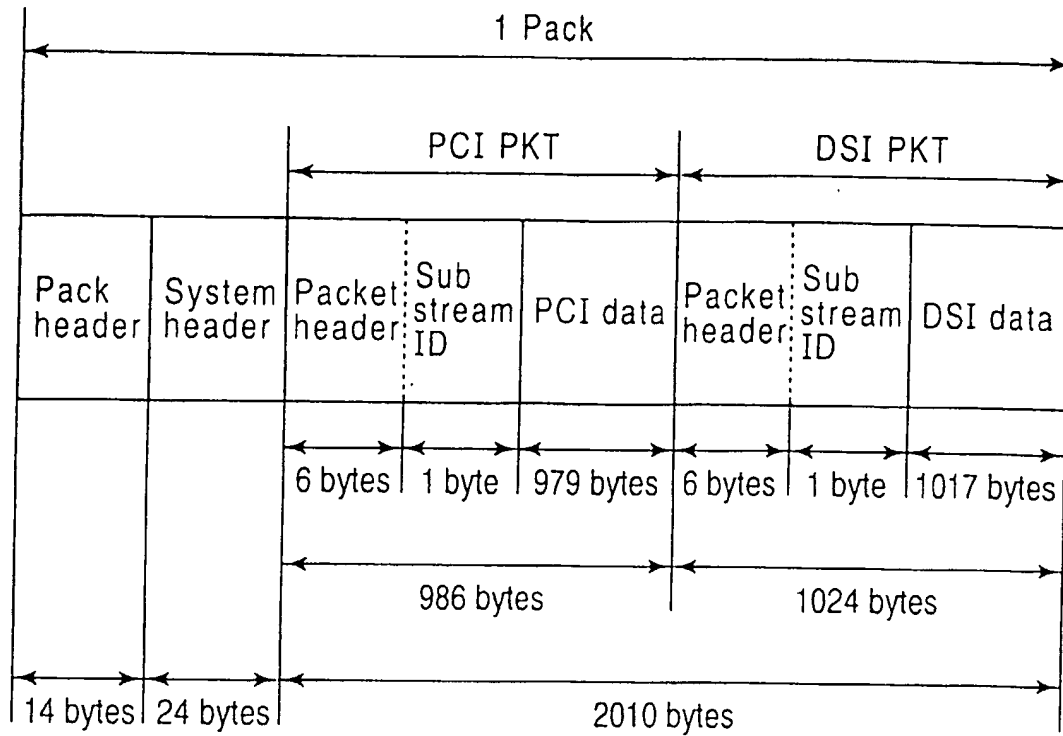 1 Pack
PCI PKT
DSI PKT
Pack
header
System
header
Packet
header
Sub
stream
ID
PCI data
Packet
header
Sub
stream
ID
DSI data
6 bytes
1 byte
979 bytes
6 bytes
1 byte
1017 bytes
986 bytes
1024 bytes
14 bytes
24 bytes
2010 bytes